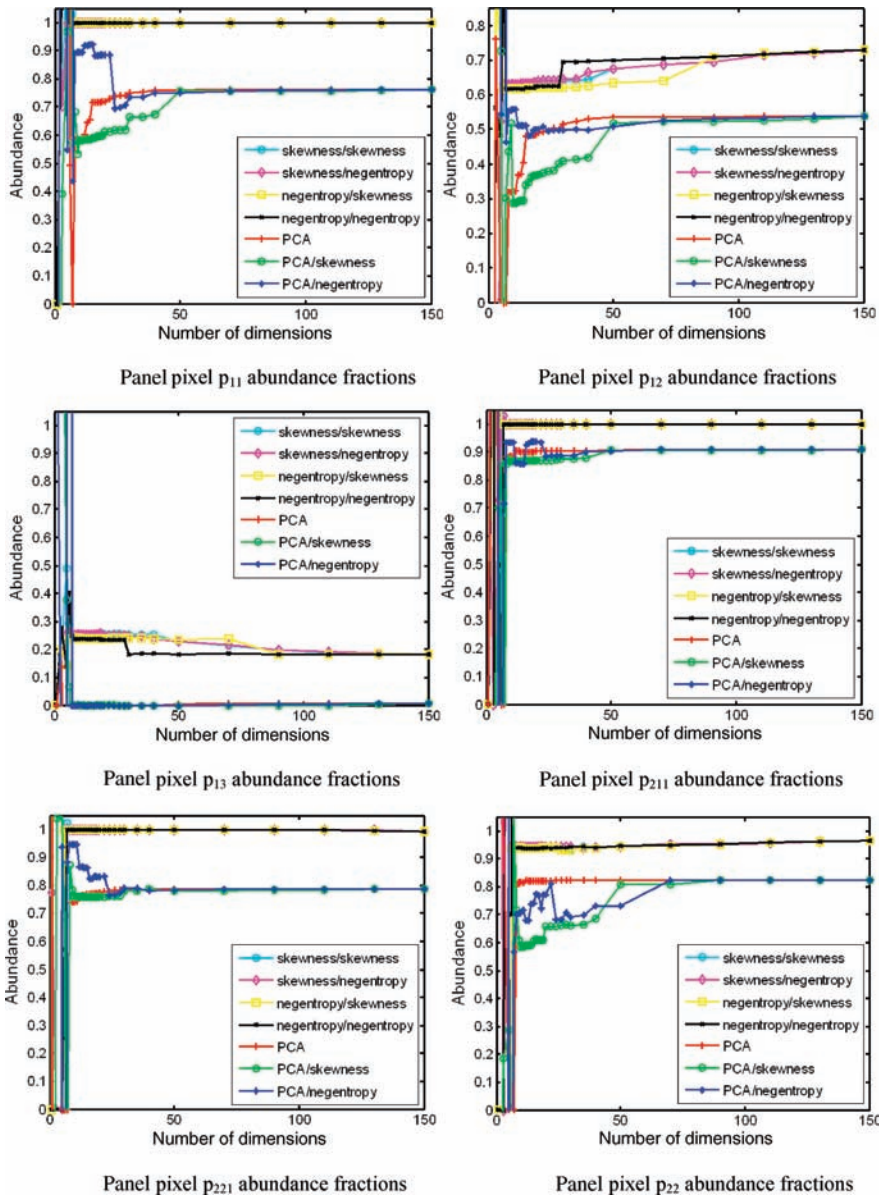 1
0.9
0.8
0.7
0.6
0.5
0.4
0.3
0.2
0.1
0
Abundance
skewness/skewness
skewness/negentropy
negentropy/skewness
negentropy/negentropy
PCA
PCA/skewness
PCA/negentropy
0 50 100 150
Number of dimensions
Panel pixel p₁₁ abundance fractions
0.8
0.7
0.6
0.5
0.4
0.3
0.2
0.1
0
Abundance
skewness/skewness
skewness/negentropy
negentropy/skewness
negentropy/negentropy
PCA
PCA/skewness
PCA/negentropy
0 50 100 150
Number of dimensions
Panel pixel p₁₂ abundance fractions
1
0.9
0.8
0.7
0.6
0.5
0.4
0.3
0.2
0.1
0
Abundance
skewness/skewness
skewness/negentropy
negentropy/skewness
negentropy/negentropy
PCA
PCA/skewness
PCA/negentropy
0 50 100 150
Number of dimensions
Panel pixel p₁₃ abundance fractions
1
0.9
0.8
0.7
0.6
0.5
0.4
0.3
0.2
0.1
0
Abundance
skewness/skewness
skewness/negentropy
negentropy/skewness
negentropy/negentropy
PCA
PCA/skewness
PCA/negentropy
0 50 100 150
Number of dimensions
Panel pixel p₂₁₁ abundance fractions
1
0.9
0.8
0.7
0.6
0.5
0.4
0.3
0.2
0.1
0
Abundance
skewness/skewness
skewness/negentropy
negentropy/skewness
negentropy/negentropy
PCA
PCA/skewness
PCA/negentropy
0 50 100 150
Number of dimensions
Panel pixel p₂₂₁ abundance fractions
1
0.9
0.8
0.7
0.6
0.5
0.4
0.3
0.2
0.1
0
Abundance
skewness/skewness
skewness/negentropy
negentropy/skewness
negentropy/negentropy
PCA
PCA/skewness
PCA/negentropy
0 50 100 150
Number of dimensions
Panel pixel p₂₂ abundance fractions